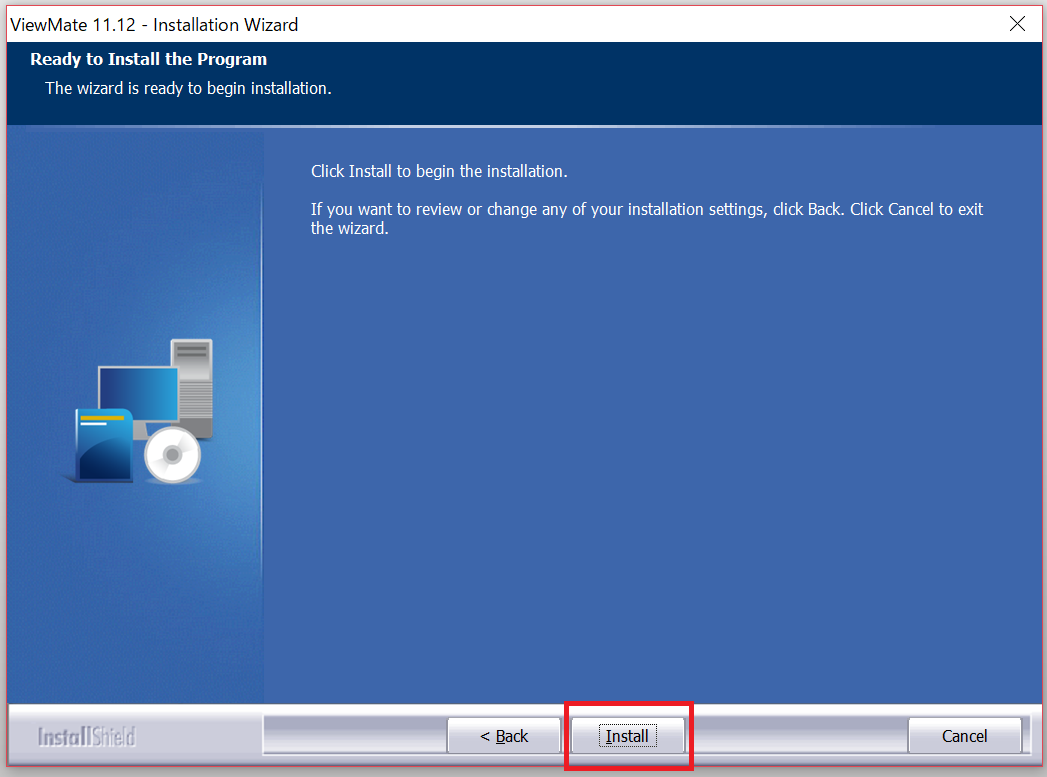 ViewMate 11.12 - Installation Wizard
Ready to Install the Program
The wizard is ready to begin installation.
Click Install to begin the installation.
If you want to review or change any of your installation settings, click Back. Click Cancel to exit
the wizard.
InstallShield
< Back
Install
Cancel